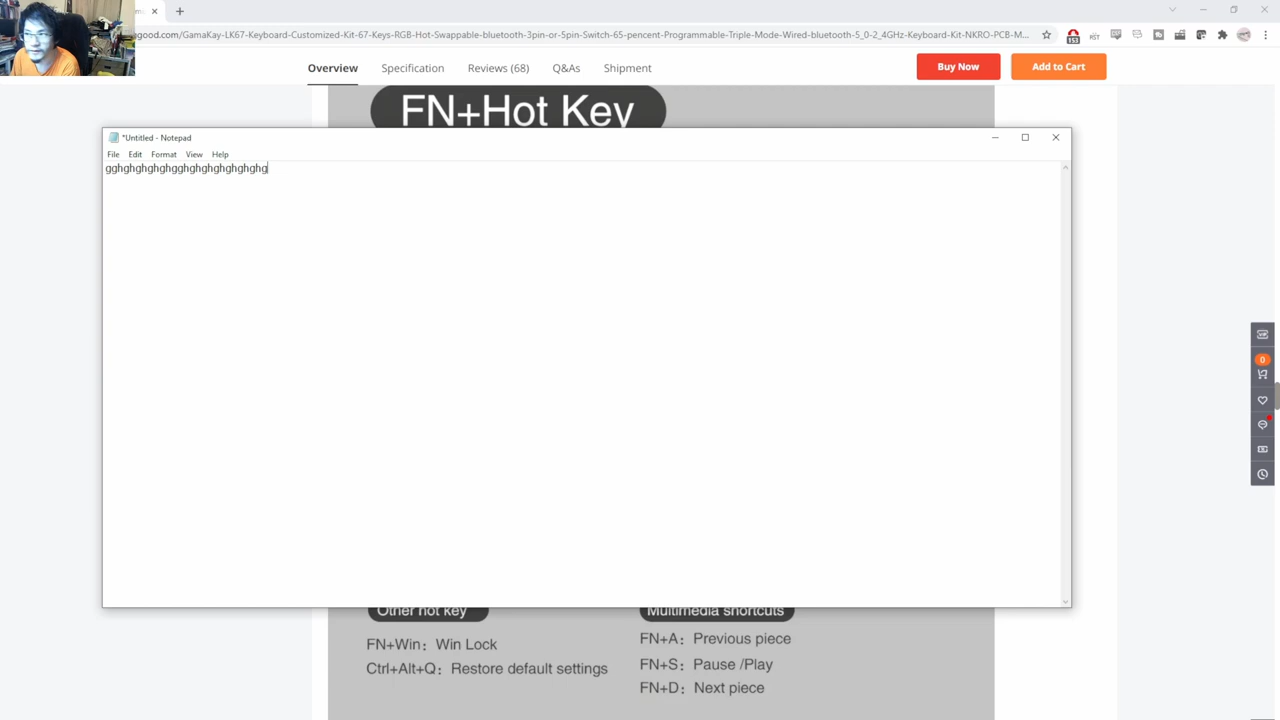 good.com/GamaKay-LK67-Keyboard-Customized-Kit-67-Keys-RGB-Hot-Swappable-bluetooth-3pin-or-5pin-Switch-65-percent-Programmable-Triple-Mode-Wired-bluetooth-5_0-2_4GHz-Keyboard-Kit-NKRO-PCB-M...
153
Overview Specification Reviews (68) Q&As Shipment Buy Now Add to Cart
FN+Hot Key
*Untitled - Notepad
File Edit Format View Help
gghghghghghgghghghghghghghg
0
Other hot key Multimedia shortcuts
FN+Win：Win Lock FN+A：Previous piece
Ctrl+Alt+Q：Restore default settings FN+S：Pause /Play
FN+D：Next piece